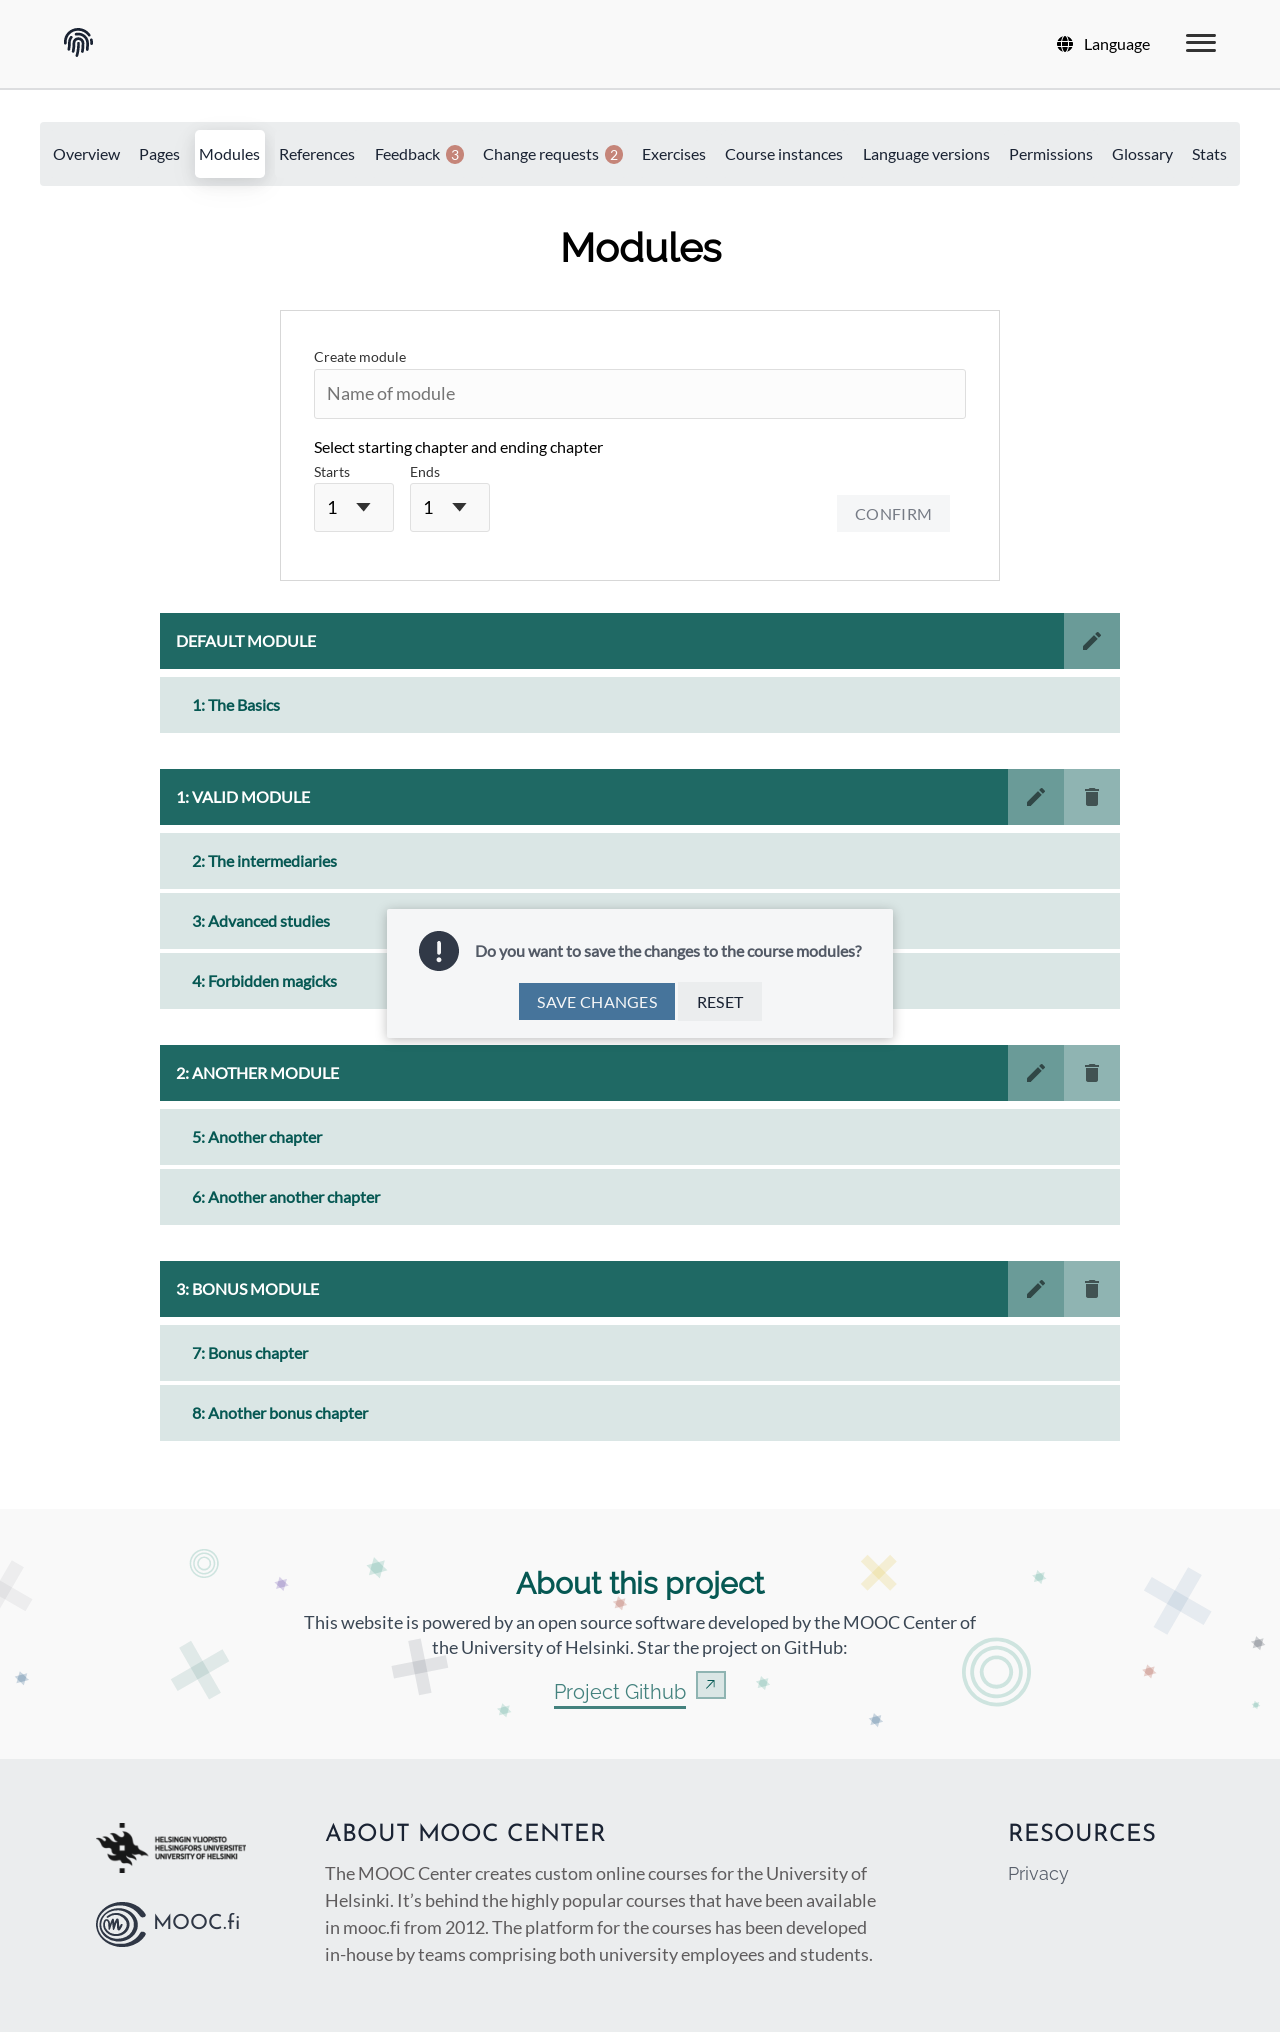 Language
Overview Pages Modules References Feedback 3 Change requests 2 Exercises Course instances Language versions Permissions Glossary Stats
Modules
Create module
Name of module
Select starting chapter and ending chapter
Starts Ends
1 1
CONFIRM
DEFAULT MODULE
1: The Basics
1: VALID MODULE
2: The intermediaries
3: Advanced studies
4: Forbidden magicks
Do you want to save the changes to the course modules?
SAVE CHANGES RESET
2: ANOTHER MODULE
5: Another chapter
6: Another another chapter
3: BONUS MODULE
7: Bonus chapter
8: Another bonus chapter
About this project
This website is powered by an open source software developed by the MOOC Center of
the University of Helsinki. Star the project on GitHub:
Project Github
HELSINGIN YLIOPISTO
HELSINGFORS UNIVERSITET
UNIVERSITY OF HELSINKI
MOOC.fi
ABOUT MOOC CENTER
The MOOC Center creates custom online courses for the University of
Helsinki. It’s behind the highly popular courses that have been available
in mooc.fi from 2012. The platform for the courses has been developed
in-house by teams comprising both university employees and students.
RESOURCES
Privacy